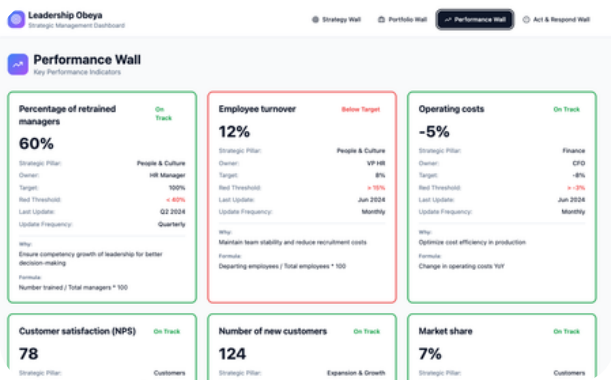 Leadership Obeya
Strategic Management Dashboard
Strategy Wall
Portfolio Wall
Performance Wall
Act & Respond Wall
Performance Wall
Key Performance Indicators
Percentage of retrained managers
On Track
60%
Strategic Pillar: People & Culture
Owner: HR Manager
Target: 100%
Red Threshold: < 60%
Last Update: Q2 2024
Update Frequency: Quarterly
Why:
Ensure competency growth of leadership for better
decision-making
Formula:
Number trained / Total managers * 100
Employee turnover
Below Target
12%
Strategic Pillar: People & Culture
Owner: VP HR
Target: 8%
Red Threshold: > 15%
Last Update: Jun 2024
Update Frequency: Monthly
Why:
Maintain team stability and reduce recruitment costs
Formula:
Departing employees / Total employees * 100
Operating costs
On Track
-5%
Strategic Pillar: Finance
Owner: CFO
Target: -8%
Red Threshold: > -3%
Last Update: Jun 2024
Update Frequency: Monthly
Why:
Optimize cost efficiency in production
Formula:
Change in operating costs YoY
Customer satisfaction (NPS)
On Track
78
Strategic Pillar: Customers
Number of new customers
On Track
124
Strategic Pillar: Expansion & Growth
Market share
On Track
7%
Strategic Pillar: Customers